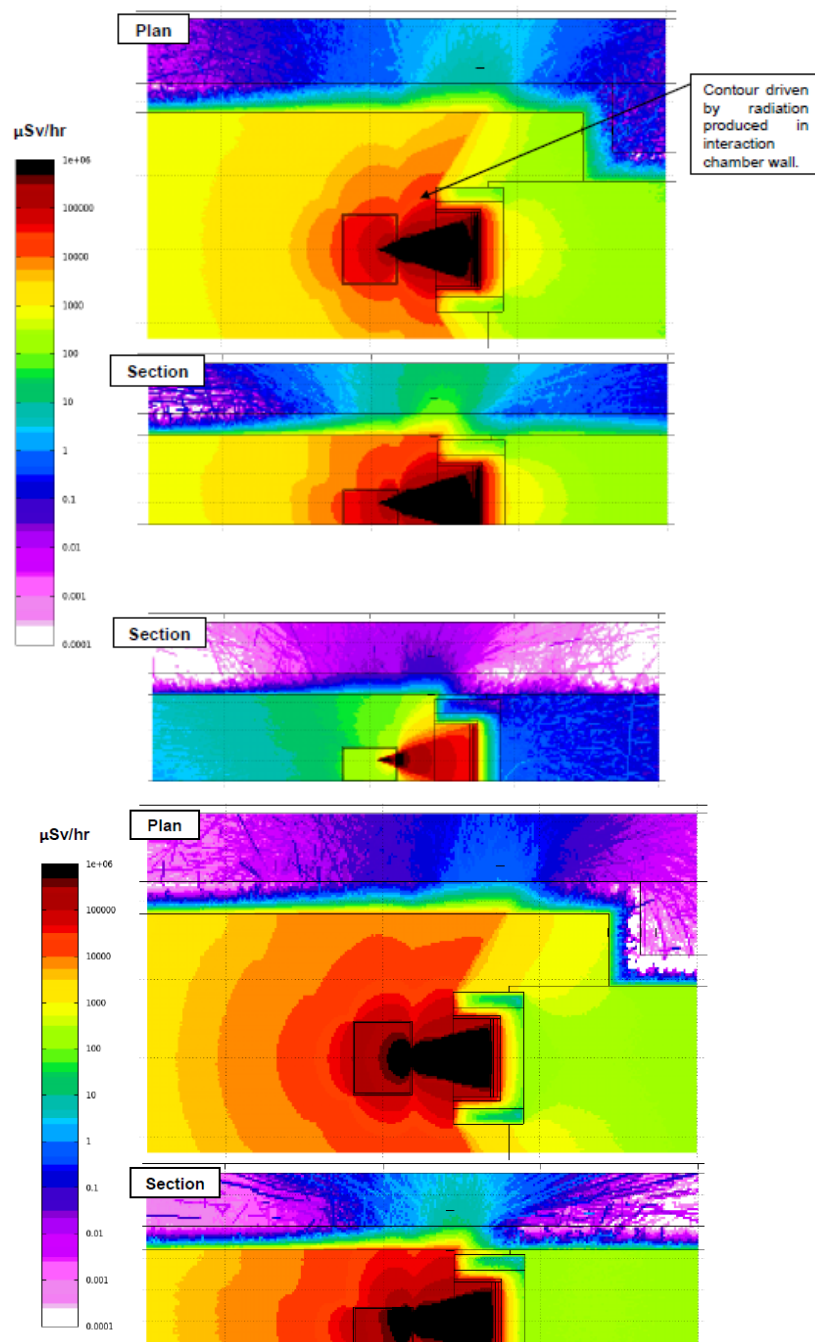 Plan
Contour driven
by radiation
produced in
interaction
chamber wall.
μSv/hr
1e+06
100000
10000
1000
100
10
1
0.1
0.01
0.001
0.0001
Section
Section
Plan
μSv/hr
1e+06
100000
10000
1000
100
10
1
0.1
0.01
0.001
0.0001
Section